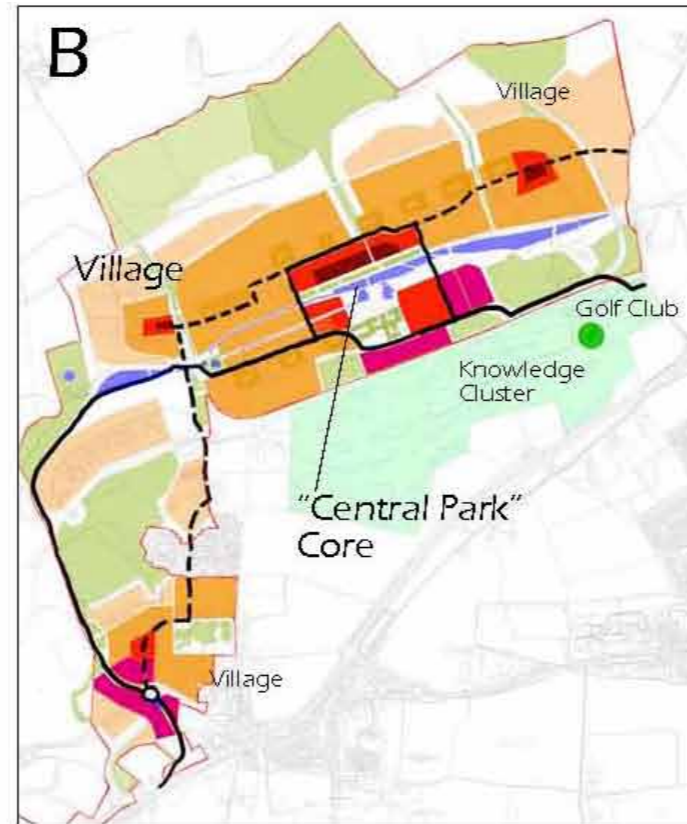 B
Village
Village
Golf Club
Knowledge
Cluster
"Central Park"
Core
Village